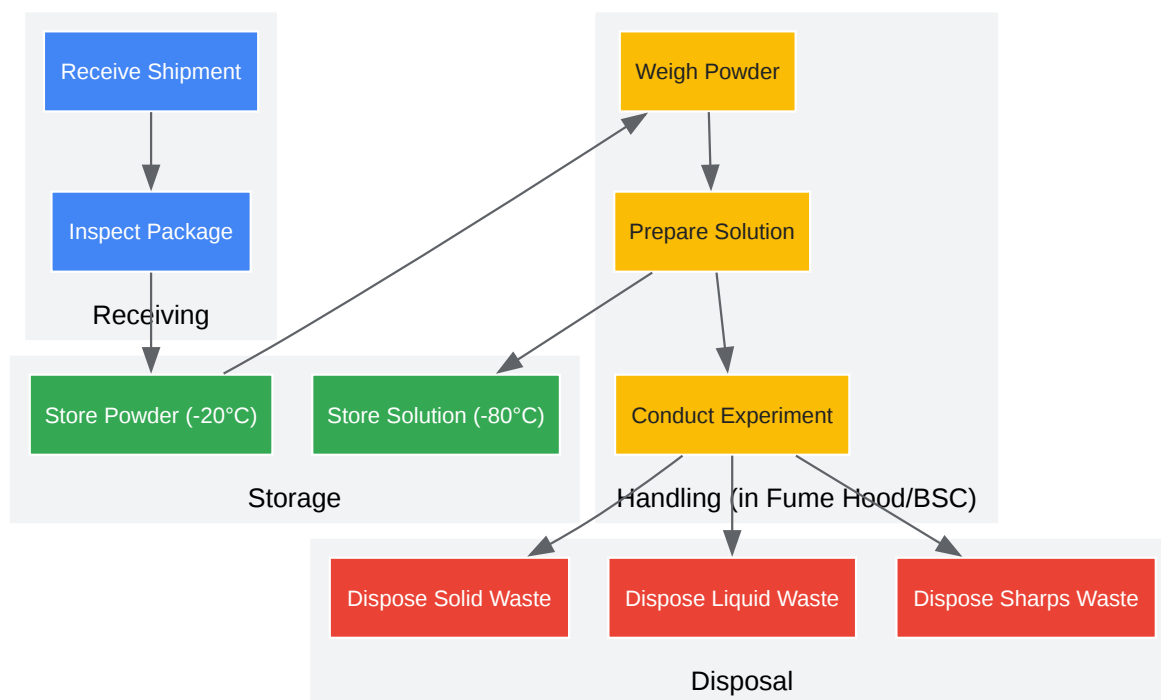 Receive Shipment
Weigh Powder
Inspect Package
Prepare Solution
Receiving
Store Powder (-20°C)
Store Solution (-80°C)
Conduct Experiment
Storage
Handling (in Fume Hood/BSC)
Dispose Solid Waste
Dispose Liquid Waste
Dispose Sharps Waste
Disposal